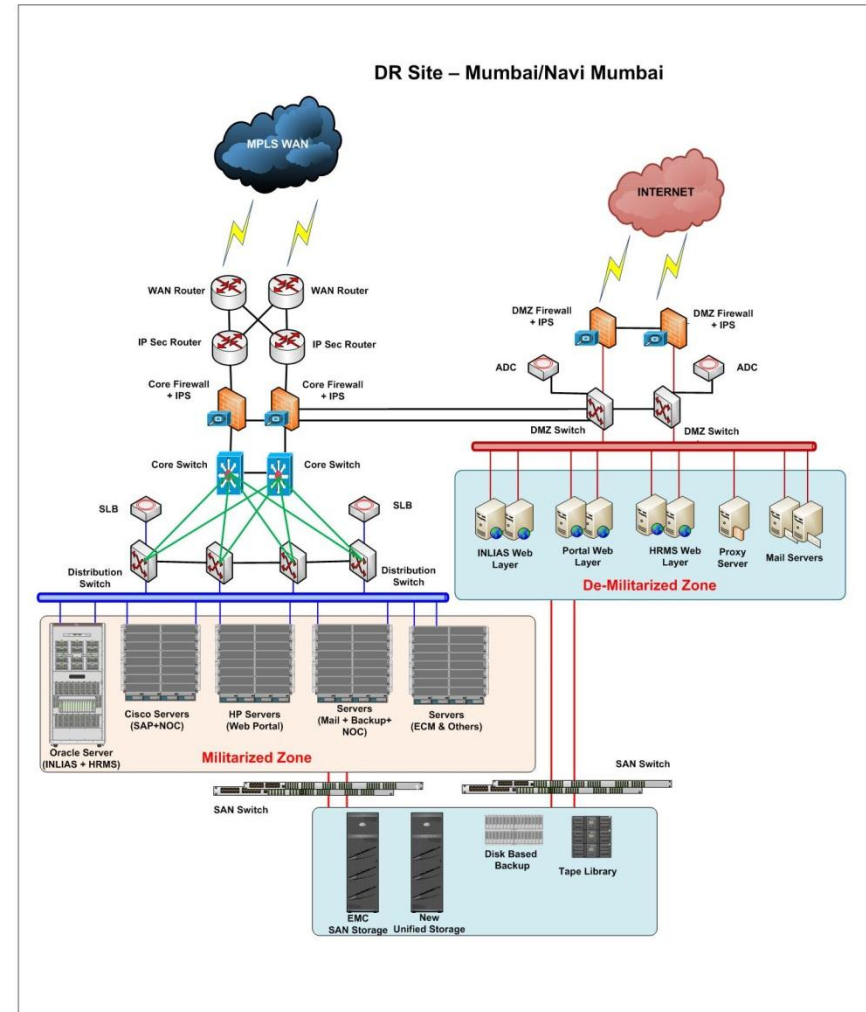 DR Site – Mumbai/Navi Mumbai
MPLS WAN
INTERNET
WAN Router
WAN Router
DMZ Firewall
+ IPS
DMZ Firewall
+ IPS
IP Sec Router
IP Sec Router
ADC
ADC
Core Firewall
+ IPS
Core Firewall
+ IPS
DMZ Switch
DMZ Switch
Core Switch
Core Switch
SLB
SLB
Distribution
Switch
Distribution
Switch
INLIAS Web
Layer
Portal Web
Layer
HRMS Web
Layer
Proxy
Server
Mail Servers
De-Militarized Zone
Oracle Server
(INLIAS + HRMS)
Cisco Servers
(SAP+NOC)
HP Servers
(Web Portal)
Servers
(Mail + Backup+
NOC)
Servers
(ECM & Others)
Militarized Zone
SAN Switch
SAN Switch
EMC
SAN Storage
New
Unified Storage
Disk Based
Backup
Tape Library